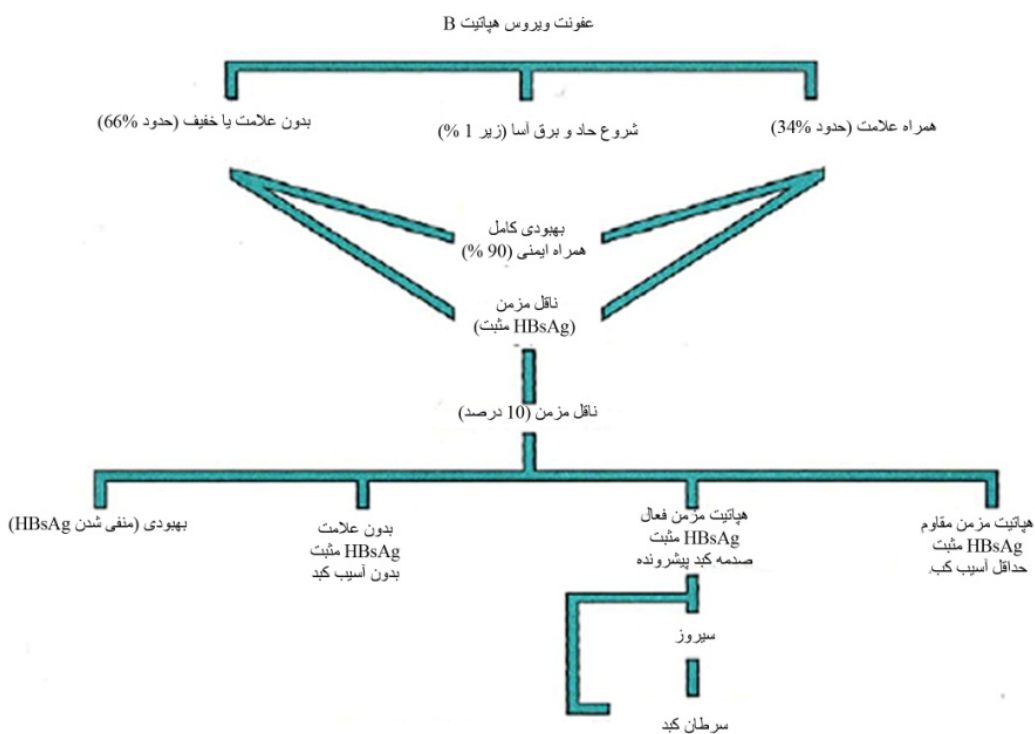 عفونت ویروس هپاتیت B
همراه علامت (حدود 34%)
شروع حاد و برق آسا (زیر 1 %)
بدون علامت یا خفیف (حدود 66%)
بهبودی کامل
همراه ایمنی (90 %)
ناقل مزمن
(HBsAg مثبت)
ناقل مزمن (10 درصد)
هپاتیت مزمن مقاوم
HBsAg مثبت
حداقل آسیب کب.
هپاتیت مزمن فعال
HBsAg مثبت
صدمه کبد پیشرونده
بدون علامت
HBsAg مثبت
بدون آسیب کبد
بهبودی (منفی شدن HBsAg)
سیروز
سرطان کبد